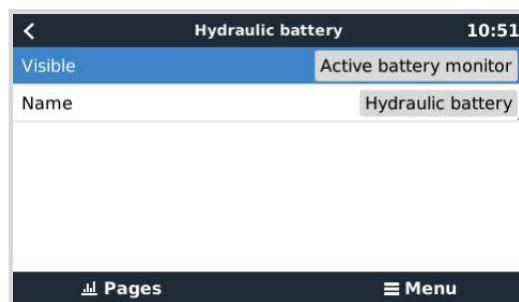 Hydraulic battery 10:51
Visible Active battery monitor
Name Hydraulic battery
Pages Menu